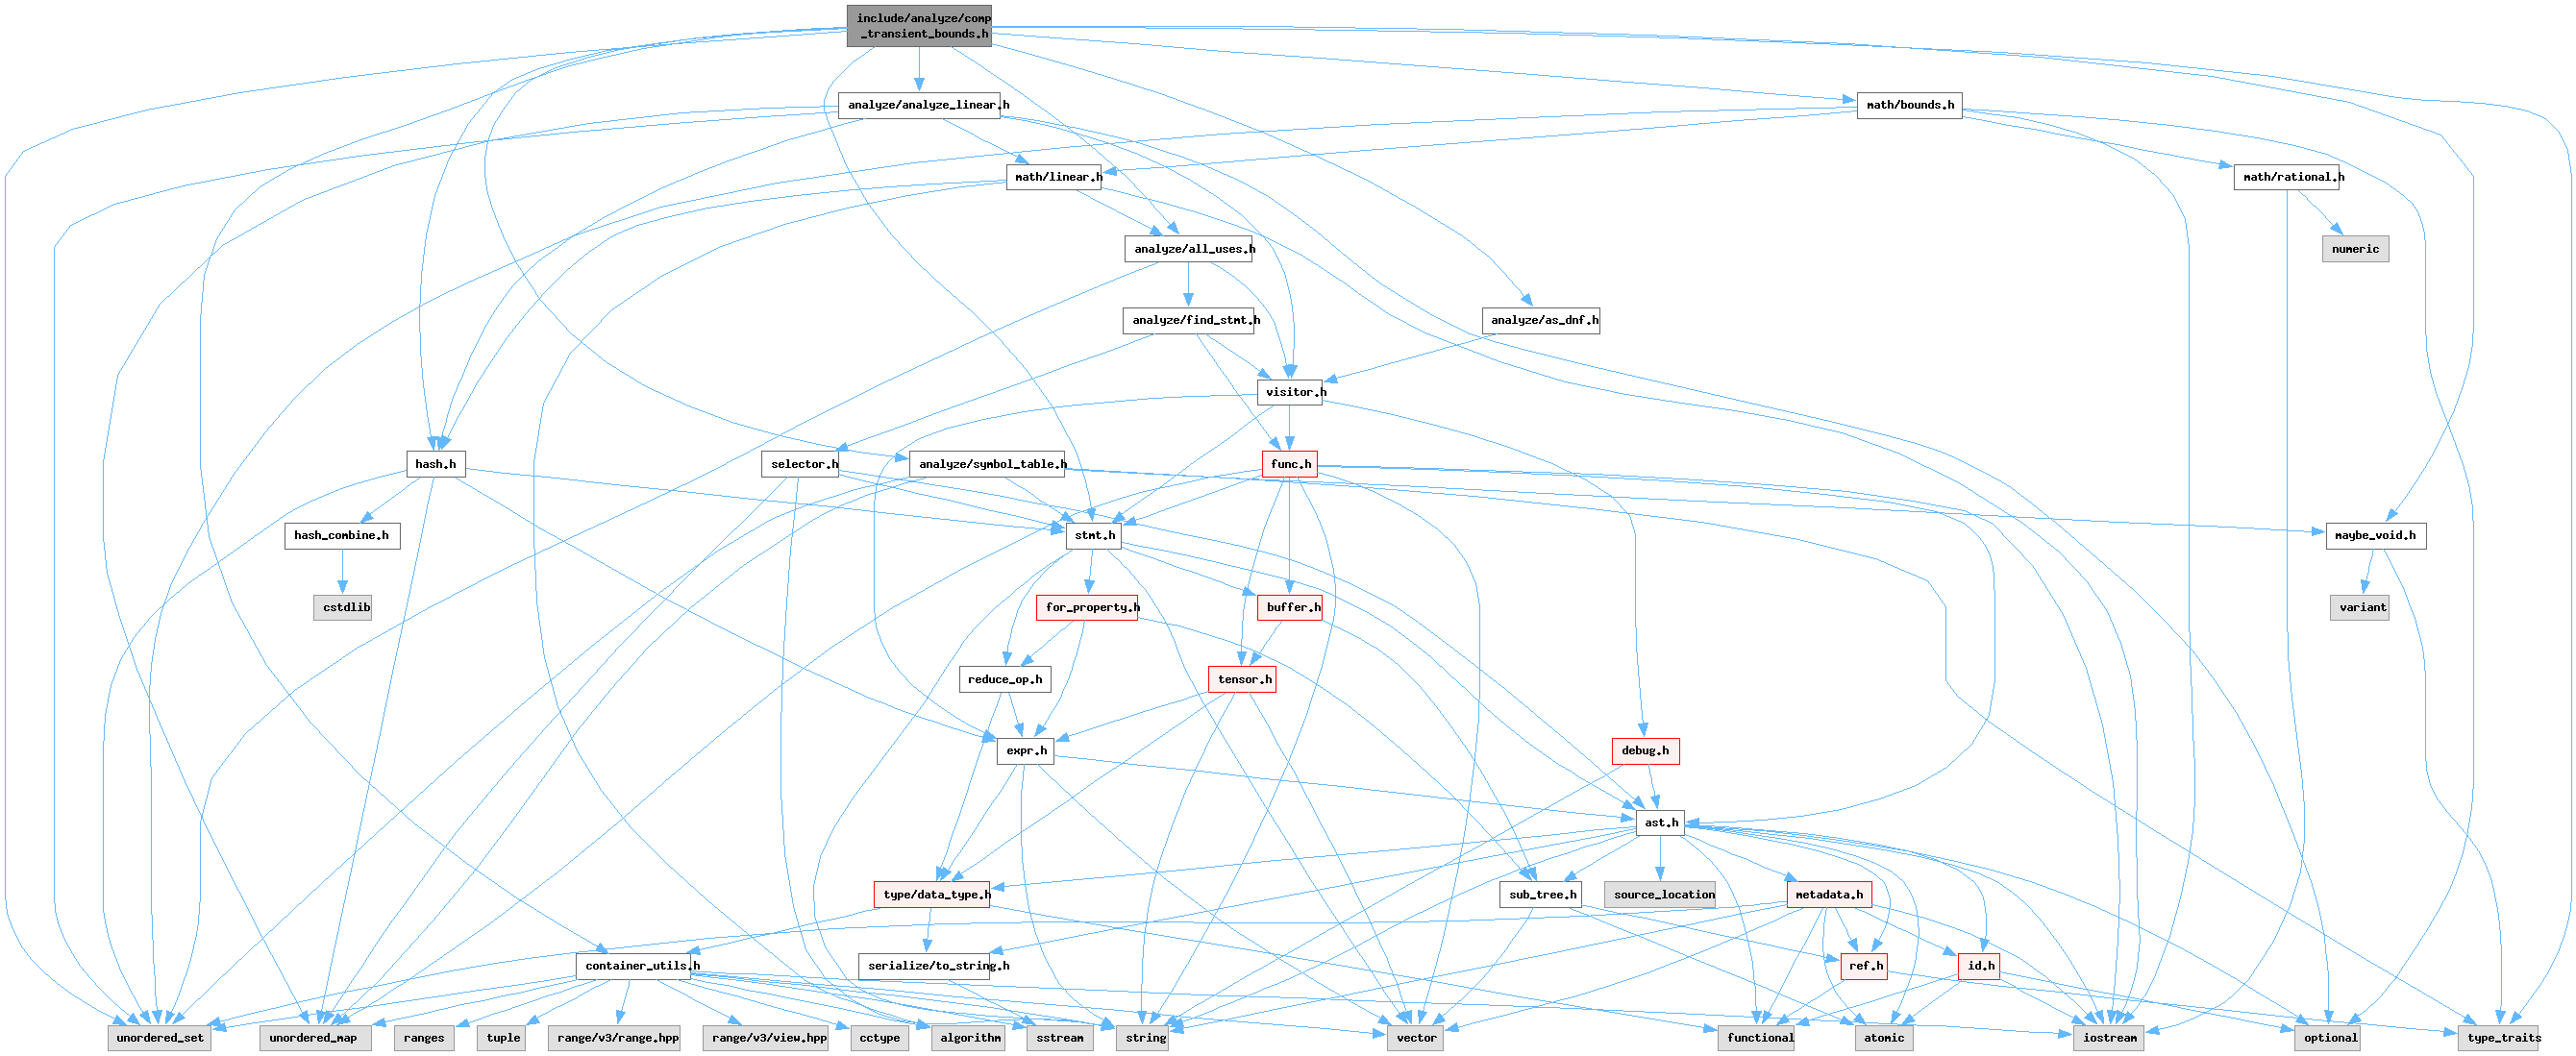 include/analyze/comp
_transient_bounds.h
analyze/analyze_linear.h
math/bounds.h
math/linear.h
math/rational.h
analyze/all_uses.h
numeric
analyze/find_stmt.h
analyze/as_dnf.h
visitor.h
hash.h
selector.h
analyze/symbol_table.h
func.h
hash_combine.h
stmt.h
maybe_void.h
cstdlib
for_property.h
buffer.h
variant
reduce_op.h
tensor.h
expr.h
debug.h
ast.h
type/data_type.h
sub_tree.h
source_location
metadata.h
container_utils.h
serialize/to_string.h
ref.h
id.h
unordered_set
unordered_map
ranges
tuple
range/v3/range.hpp
range/v3/view.hpp
cctype
algorithm
sstream
string
vector
functional
atomic
iostream
optional
type_traits